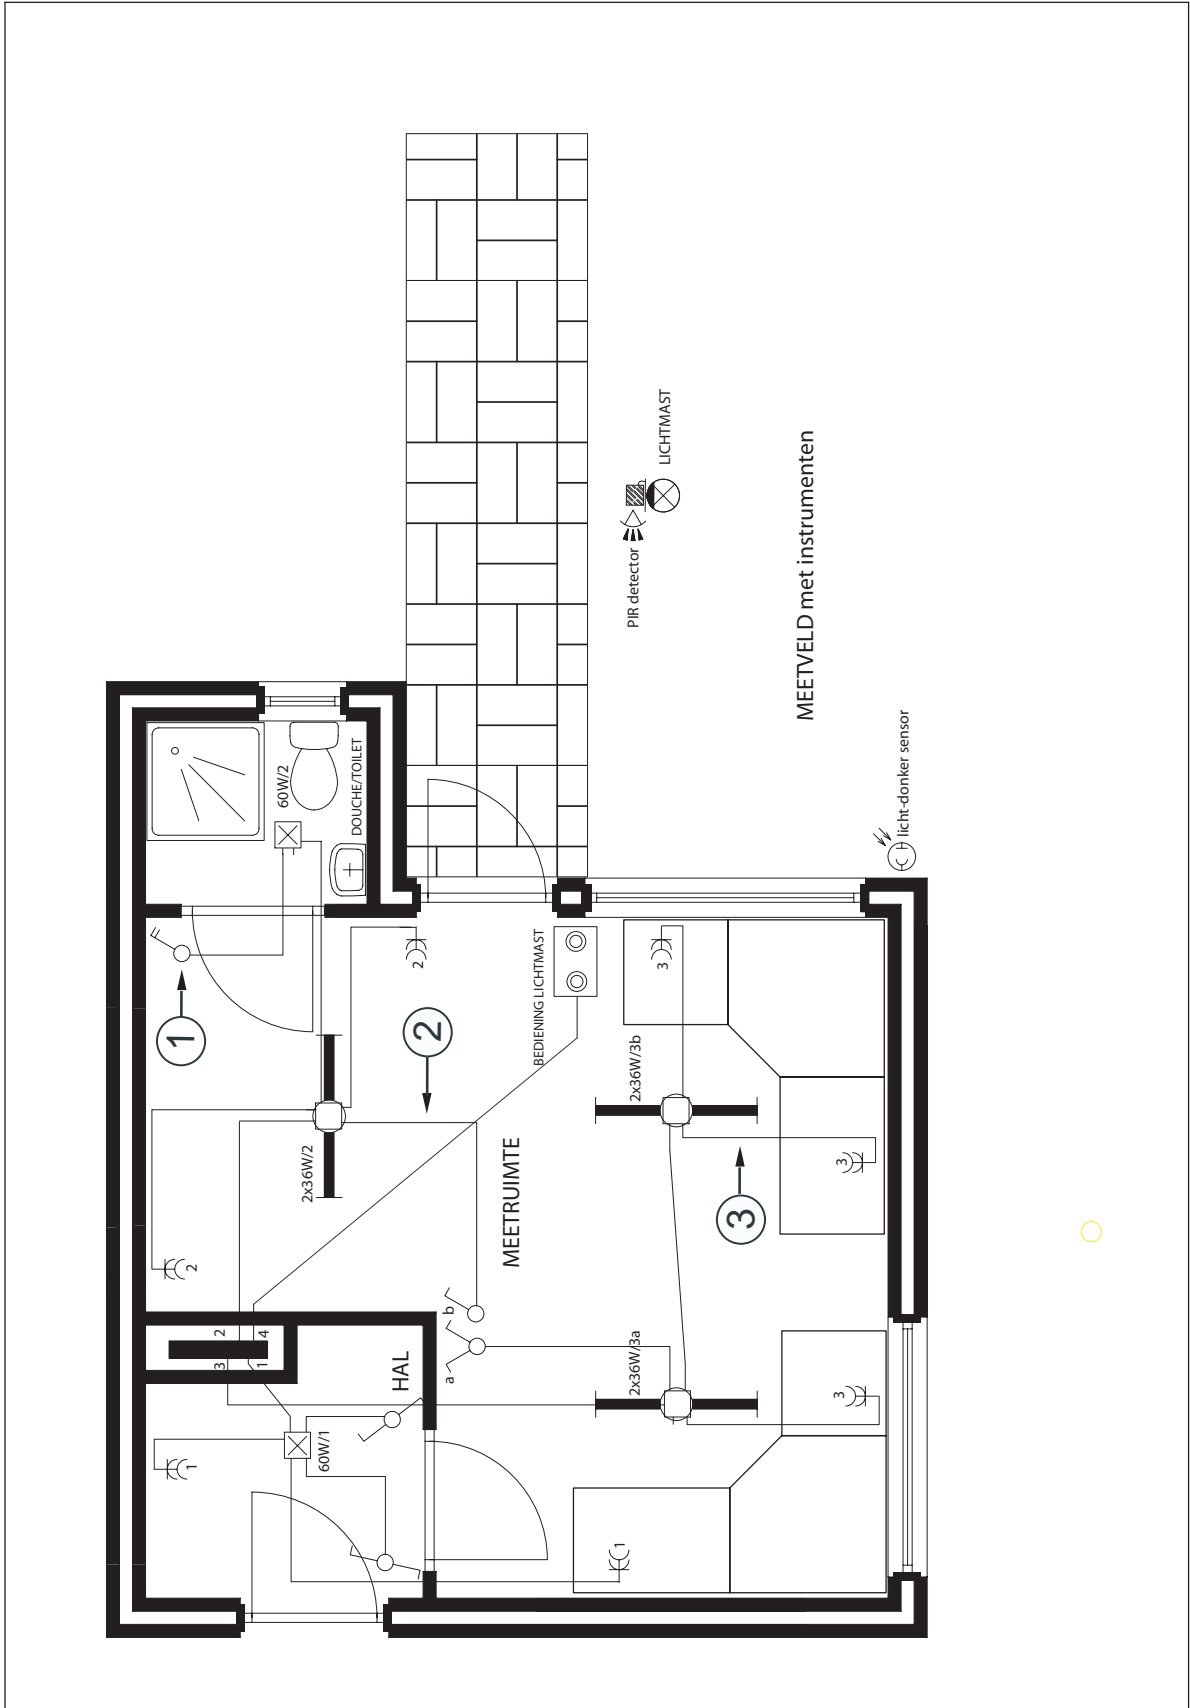 LICHTMAST
PIR detector
MEETVELD met instrumenten
licht-donker sensor
60W/2
DOUCHE/TOILET
1
2
BEDIENING LICHTMAST
3
2
2x36W/2
2x36W/3b
MEETRUIMTE
3
3
2
b
a
2x36W/3a
2
4
3
1
HAL
3
60W/1
1
1